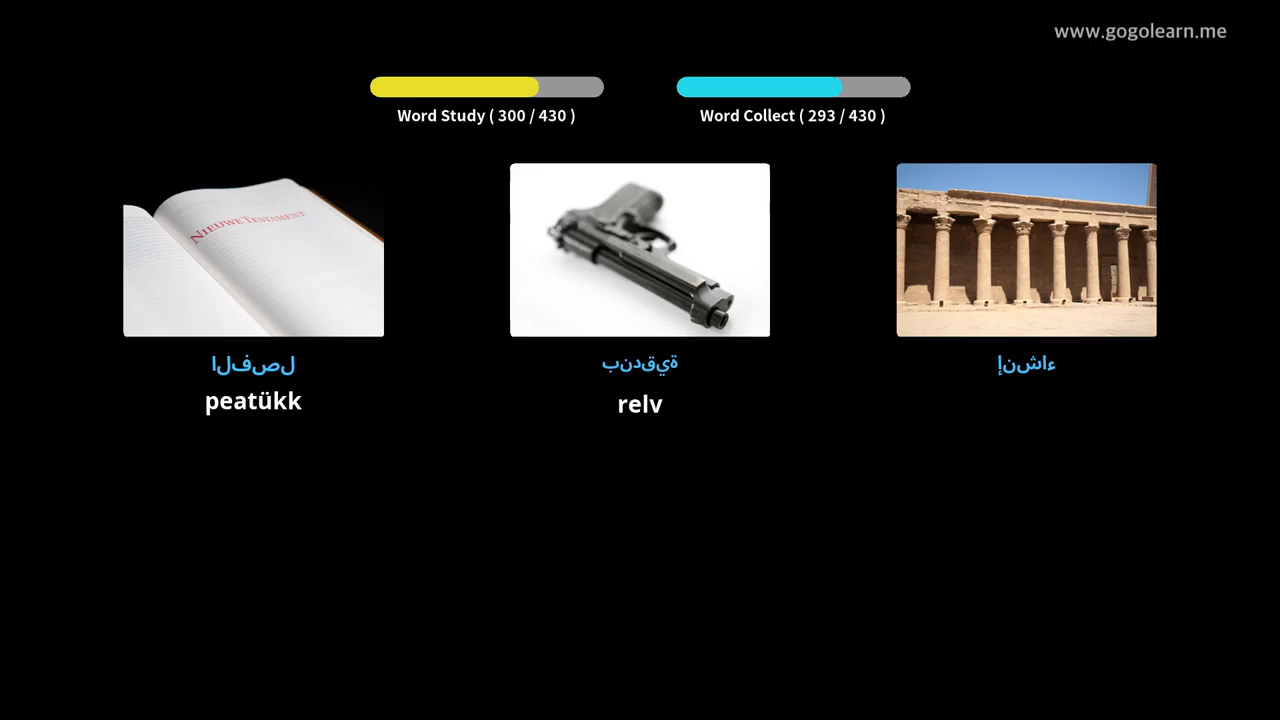 www.gogolearn.me
Word Study ( 300 / 430 )
Word Collect ( 293 / 430 )
NIEUWE TESTAMENT
الفصل
بندقية
إنشاء
peatükk
relv